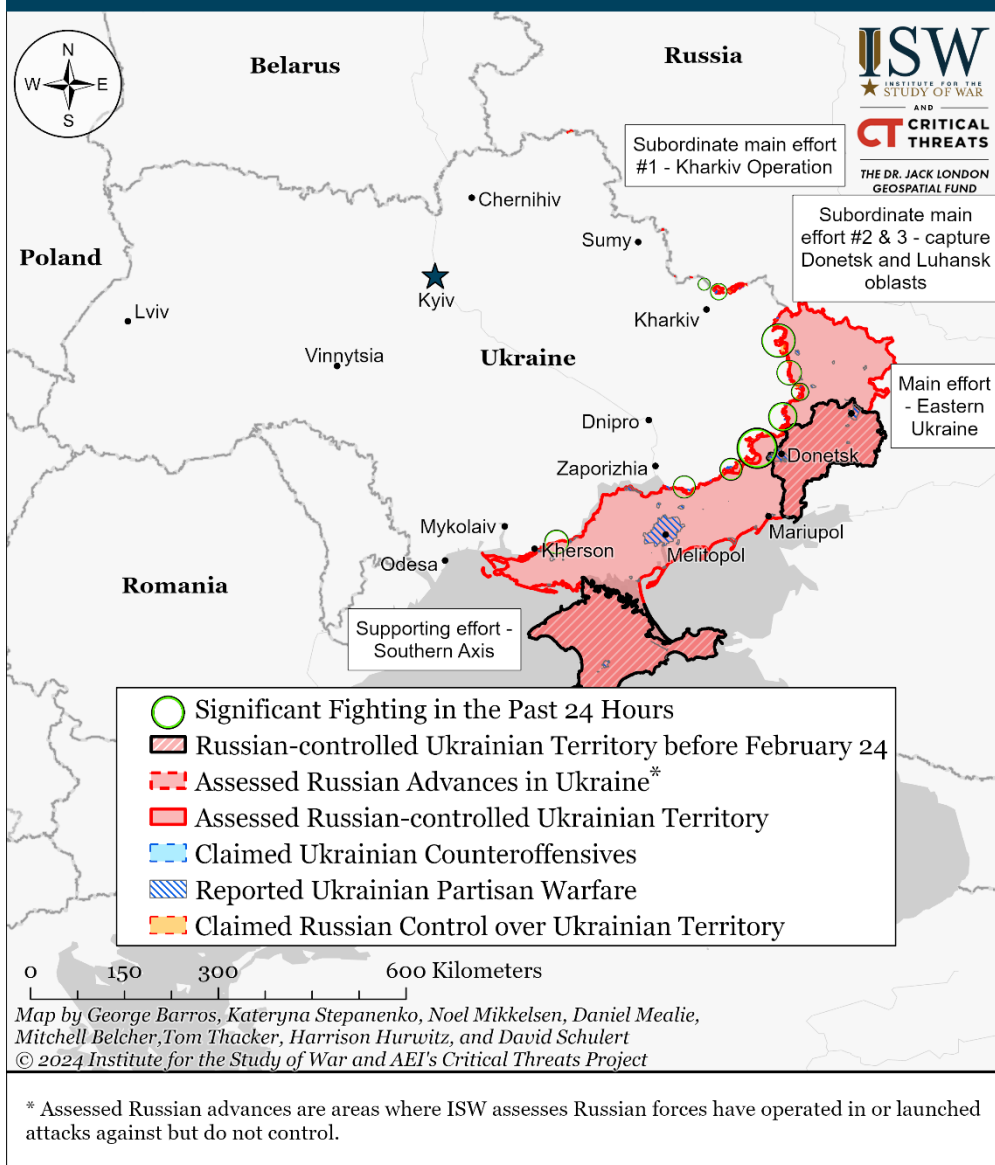 N
W E
S
Belarus
Russia
ISW
INSTITUTE FOR THE
STUDY OF WAR
AND
CT CRITICAL
THREATS
THE DR. JACK LONDON
GEOSPATIAL FUND
Subordinate main effort
#1 - Kharkiv Operation
Subordinate main
effort #2 & 3 - capture
Donetsk and Luhansk
oblasts
Chernihiv
Sumy
Poland
Kyiv
Lviv
Kharkiv
Vinnytsia
Ukraine
Main effort
- Eastern
Ukraine
Dnipro
Donetsk
Zaporizhia
Mykolaiv
Mariupol
Kherson
Melitopol
Odesa
Romania
Supporting effort -
Southern Axis
Significant Fighting in the Past 24 Hours
Russian-controlled Ukrainian Territory before February 24
Assessed Russian Advances in Ukraine*
Assessed Russian-controlled Ukrainian Territory
Claimed Ukrainian Counteroffensives
Reported Ukrainian Partisan Warfare
Claimed Russian Control over Ukrainian Territory
0 150 300 600 Kilometers
Map by George Barros, Kateryna Stepanenko, Noel Mikkelsen, Daniel Mealie,
Mitchell Belcher,Tom Thacker, Harrison Hurwitz, and David Schulert
© 2024 Institute for the Study of War and AEI's Critical Threats Project
* Assessed Russian advances are areas where ISW assesses Russian forces have operated in or launched
attacks against but do not control.